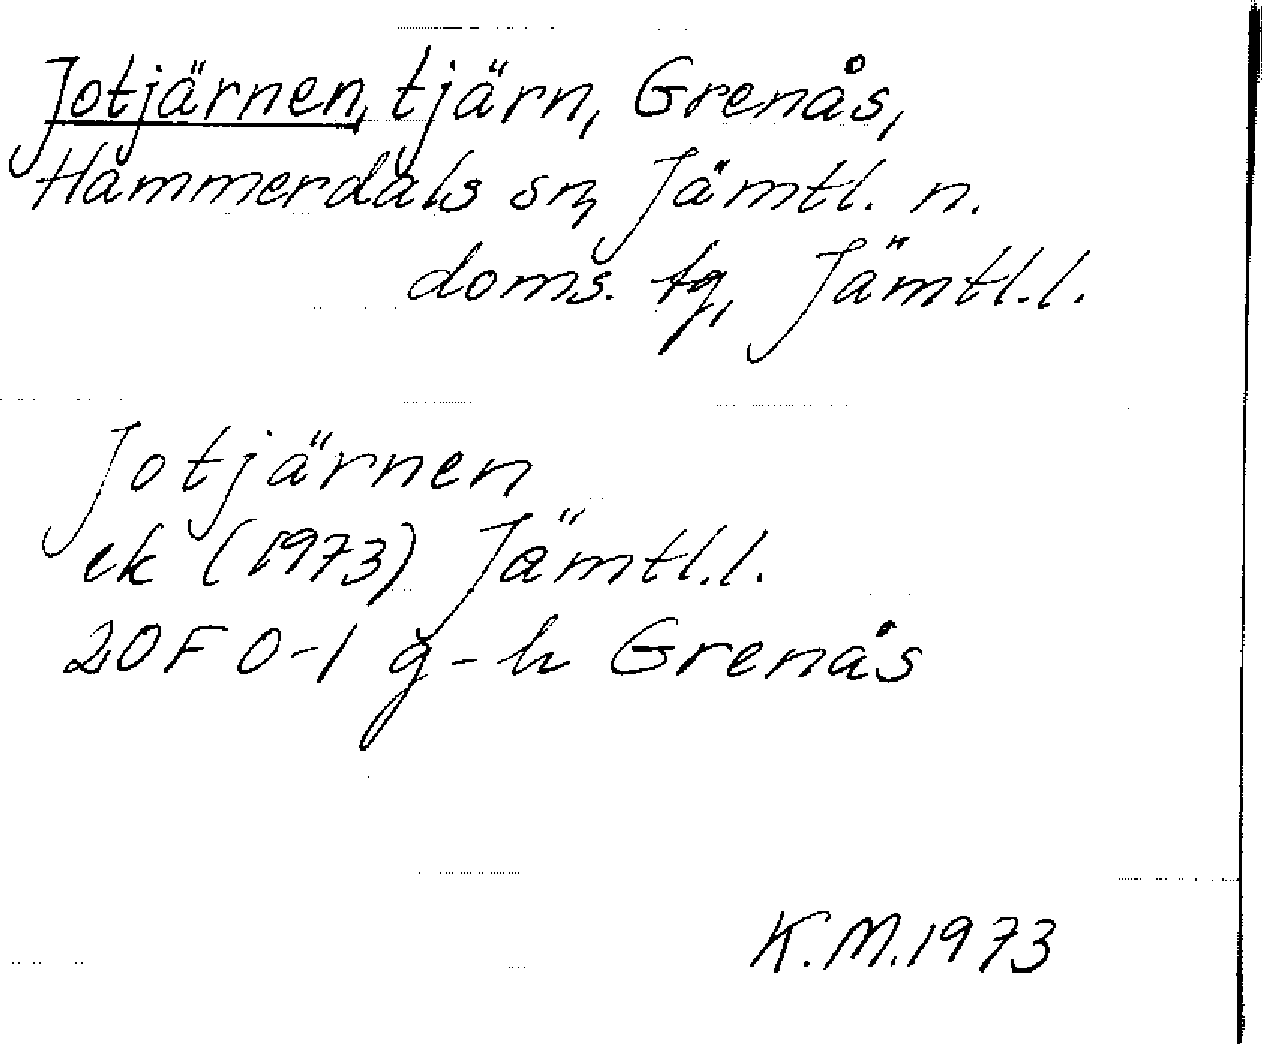 Jotjärnen, tjärn, Grenås,
Hammerdals sn, Jämtl. n.
doms. tg, Jämtl.l.
Jotjärnen
ek (1973) Jämtl.l.
20F 0-1 g-h Grenås
K.M.1973